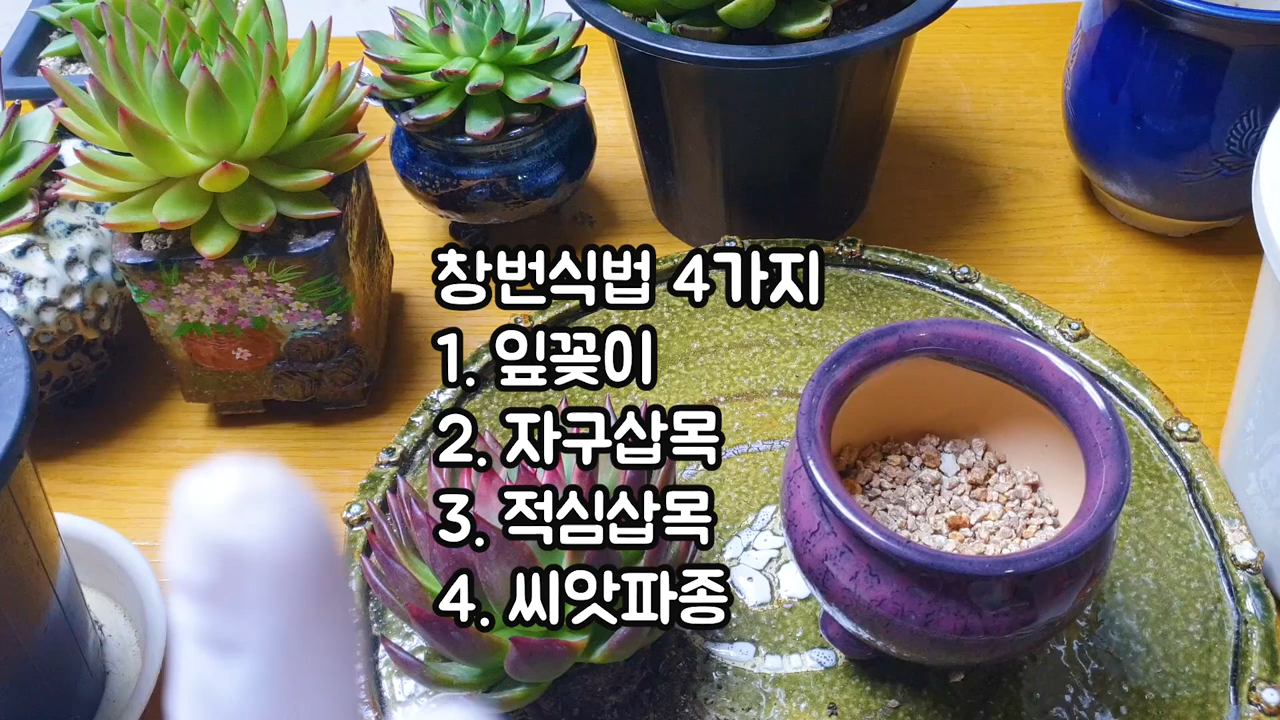 창번식법 4가지
1. 잎꽂이
2. 자구삽목
3. 적심삽목
4. 씨앗파종